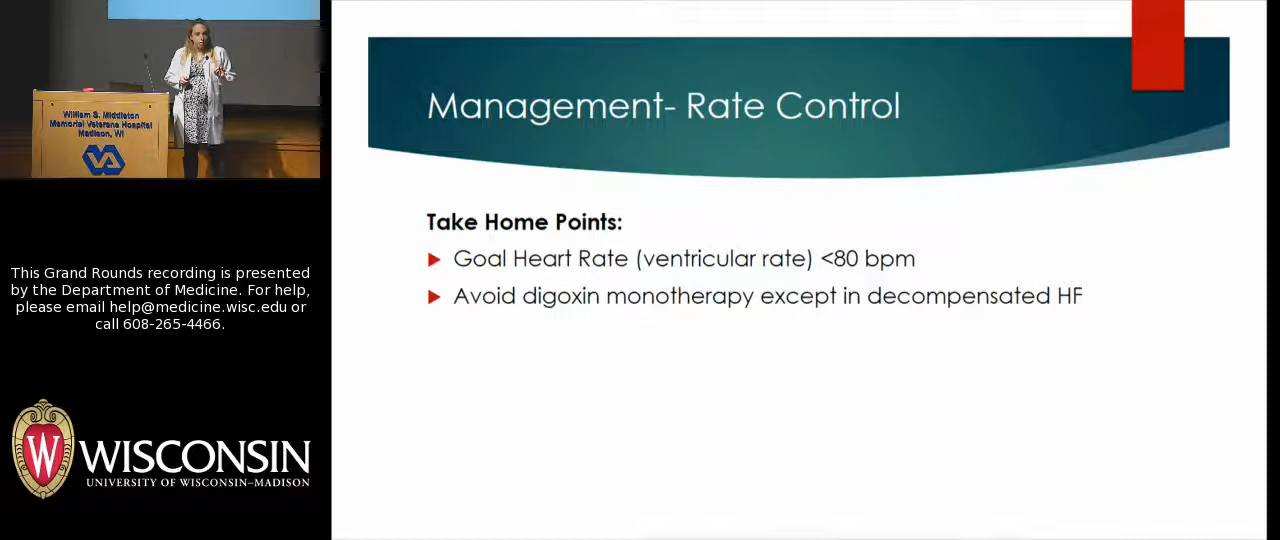 William S. Middleton
Memorial Veterans Hospital
Madison, WI
VA
This Grand Rounds recording is presented
by the Department of Medicine. For help,
please email help@medicine.wisc.edu or
call 608-265-4466.
W
WISCONSIN
UNIVERSITY OF WISCONSIN–MADISON
Management- Rate Control
Take Home Points:
Goal Heart Rate (ventricular rate) <80 bpm
Avoid digoxin monotherapy except in decompensated HF